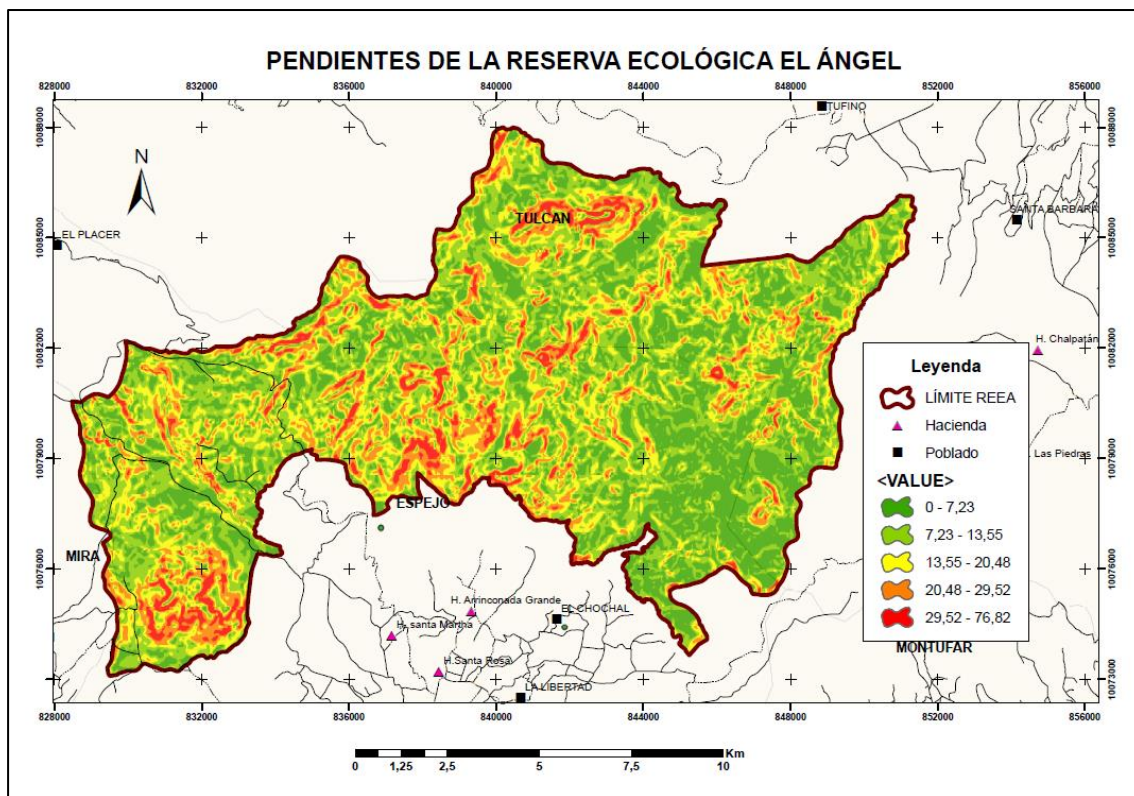 PENDIENTES DE LA RESERVA ECOLÓGICA EL ÁNGEL
828000 832000 836000 840000 844000 848000 852000 856000
TUFINO
10088000 10088000
N
TULCAN
SANTA BARBARA
EL PLACER
10085000 10085000
H. Chalpatán
10082000 10082000
Leyenda
LÍMITE REEA
Hacienda
Poblado
<VALUE>
0 - 7,23
7,23 - 13,55
13,55 - 20,48
20,48 - 29,52
29,52 - 76,82
Las Piedras
10079000 10079000
ESPEJO
MIRA
10076000 10076000
H. Arrinconada Grande
EL CHOCHAL
H. santa Martha
MONTUFAR
H.Santa Rosa
10073000 10073000
LA LIBERTAD
828000 832000 836000 840000 844000 848000 852000 856000
Km
0 1,25 2,5 5 7,5 10